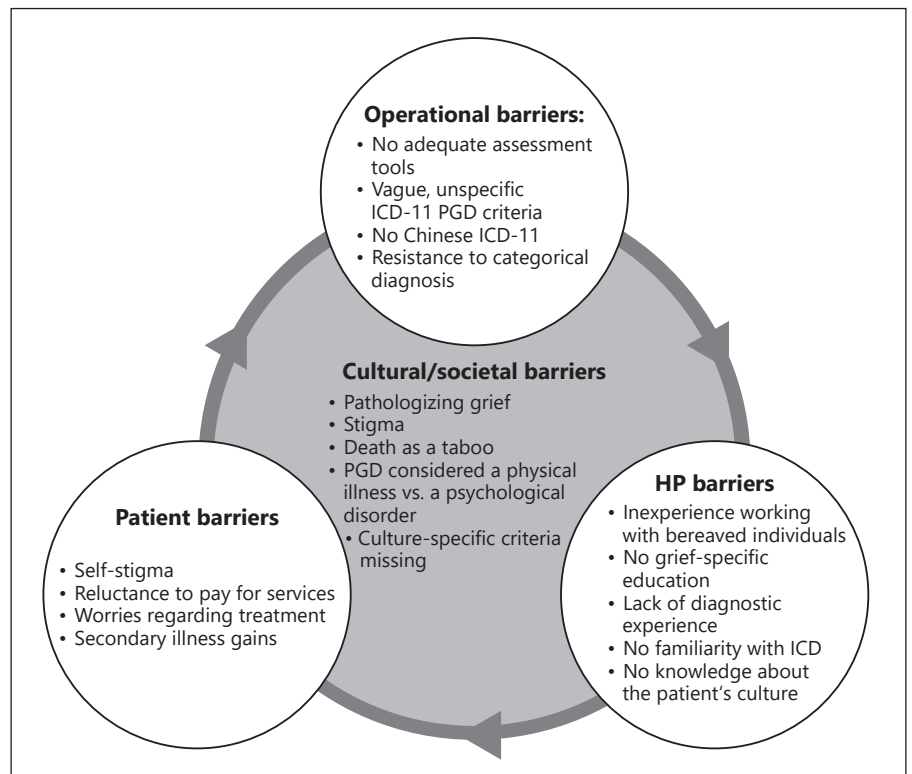 Operational barriers:
• No adequate assessment
tools
• Vague, unspecific
ICD-11 PGD criteria
• No Chinese ICD-11
• Resistance to categorical
diagnosis
Cultural/societal barriers
• Pathologizing grief
• Stigma
• Death as a taboo
• PGD considered a physical
illness vs. a psychological
disorder
• Culture-specific criteria
missing
Patient barriers
• Self-stigma
• Reluctance to pay for services
• Worries regarding treatment
• Secondary illness gains
HP barriers
• Inexperience working
with bereaved individuals
• No grief-specific
education
• Lack of diagnostic
experience
• No familiarity with ICD
• No knowledge about
the patient‘s culture